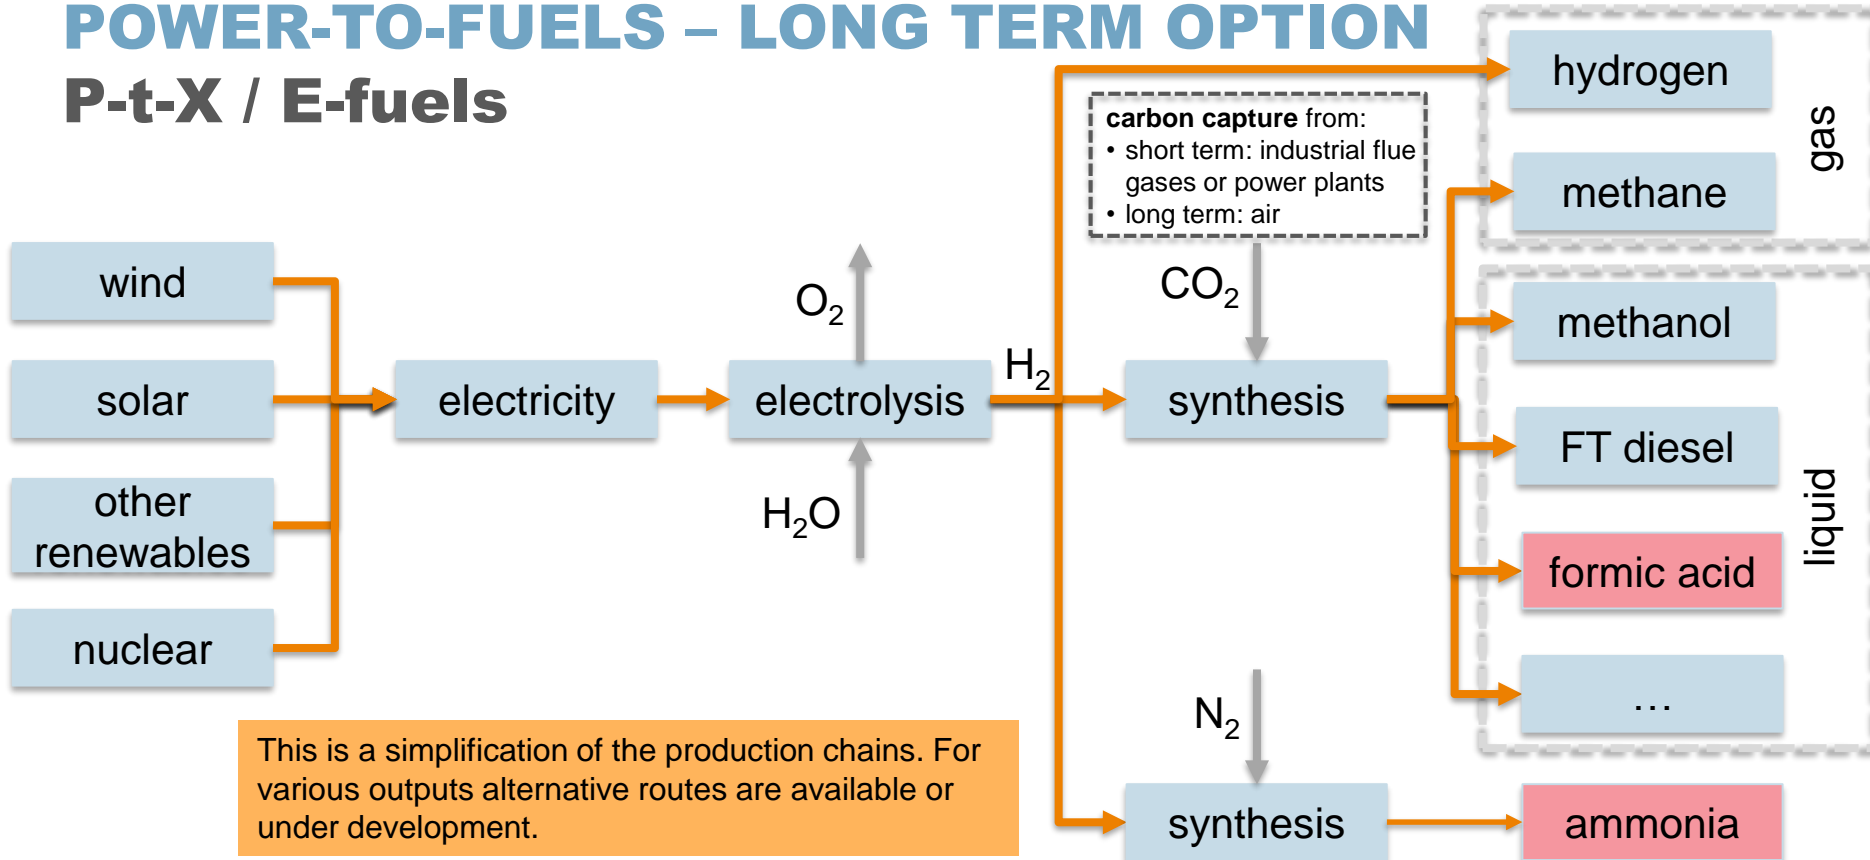 POWER-TO-FUELS – LONG TERM OPTION
P-t-X / E-fuels
carbon capture from:
• short term: industrial flue
gases or power plants
• long term: air
hydrogen
methane
gas
wind
solar
other
renewables
nuclear
electricity
electrolysis
O₂
H₂O
H₂
CO₂
synthesis
methanol
FT diesel
formic acid
...
liquid
N₂
synthesis
ammonia
This is a simplification of the production chains. For
various outputs alternative routes are available or
under development.